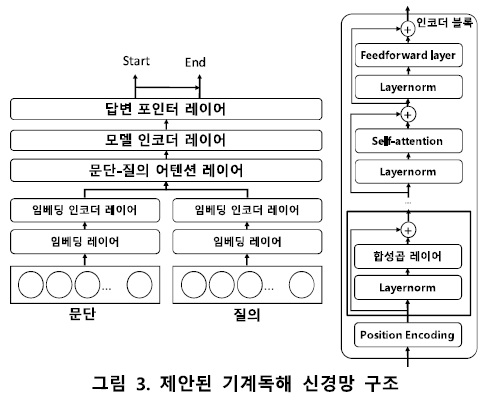 Start End
답변 포인터 레이어
모델 인코더 레이어
문단-질의 어텐션 레이어
임베딩 인코더 레이어 임베딩 인코더 레이어
임베딩 레이어 임베딩 레이어
... ...
문단 질의
인코더 블록
+
Feedforward layer
Layernorm
+
Self-attention
Layernorm
...
+
합성곱 레이어
Layernorm
Position Encoding
그림 3. 제안된 기계독해 신경망 구조